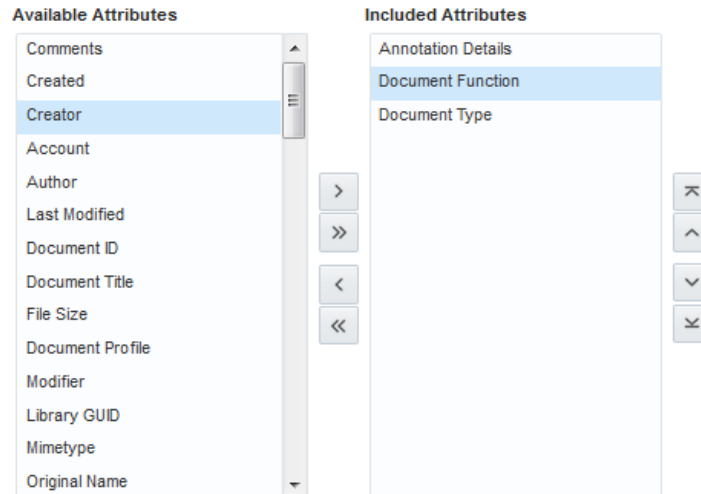 Available Attributes
Comments
Created
Creator
Account
Author
Last Modified
Document ID
Document Title
File Size
Document Profile
Modifier
Library GUID
Mimetype
Original Name
Included Attributes
Annotation Details
Document Function
Document Type